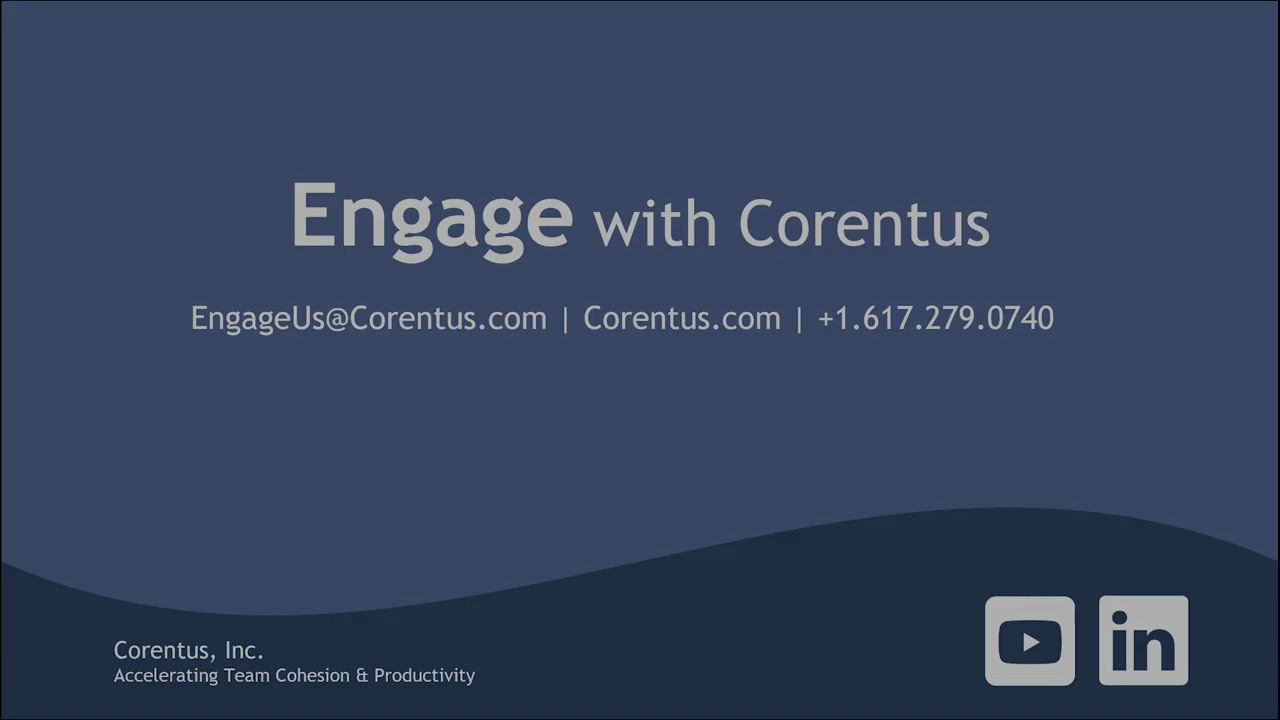 Engage with Corentus
EngageUs@Corentus.com | Corentus.com | +1.617.279.0740
Corentus, Inc.
Accelerating Team Cohesion & Productivity
in